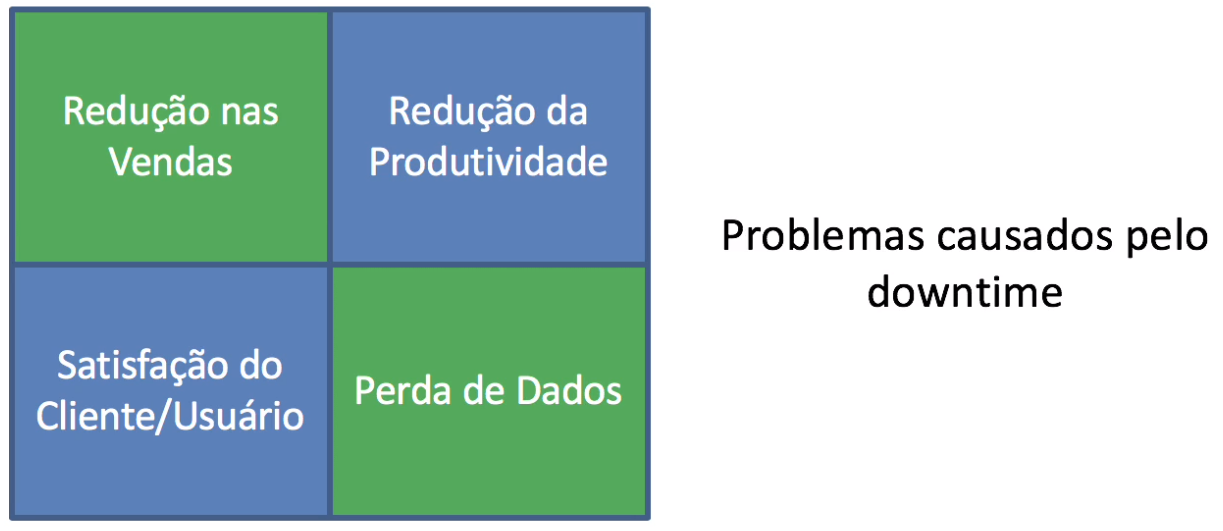 Redução nas
Vendas
Redução da
Produtividade
Satisfação do
Cliente/Usuário
Perda de Dados
Problemas causados pelo
downtime